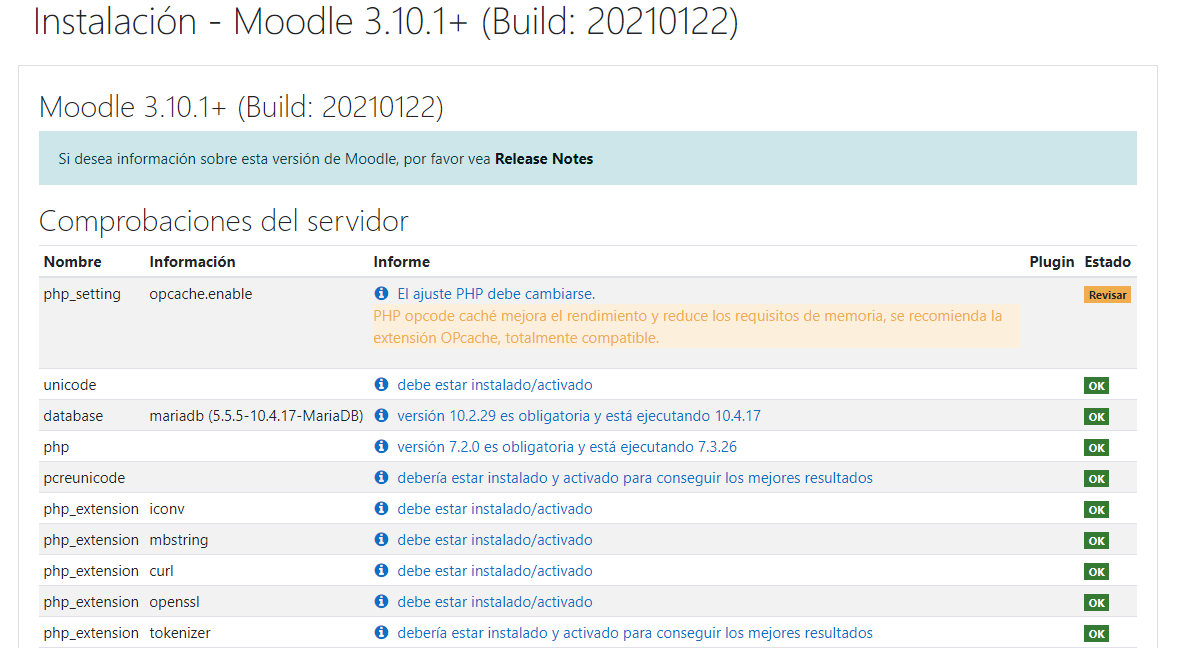 Instalación - Moodle 3.10.1+ (Build: 20210122)
Moodle 3.10.1+ (Build: 20210122)
Si desea información sobre esta versión de Moodle, por favor vea Release Notes
Comprobaciones del servidor
Nombre Información Informe Plugin Estado
php_setting opcache.enable El ajuste PHP debe cambiarse. Revisar
PHP opcode caché mejora el rendimiento y reduce los requisitos de memoria, se recomienda la
extensión OPcache, totalmente compatible.
unicode debe estar instalado/activado OK
database mariadb (5.5.5-10.4.17-MariaDB) versión 10.2.29 es obligatoria y está ejecutando 10.4.17 OK
php versión 7.2.0 es obligatoria y está ejecutando 7.3.26 OK
pcreunicode debería estar instalado y activado para conseguir los mejores resultados OK
php_extension iconv debe estar instalado/activado OK
php_extension mbstring debe estar instalado/activado OK
php_extension curl debe estar instalado/activado OK
php_extension openssl debe estar instalado/activado OK
php_extension tokenizer debería estar instalado y activado para conseguir los mejores resultados OK